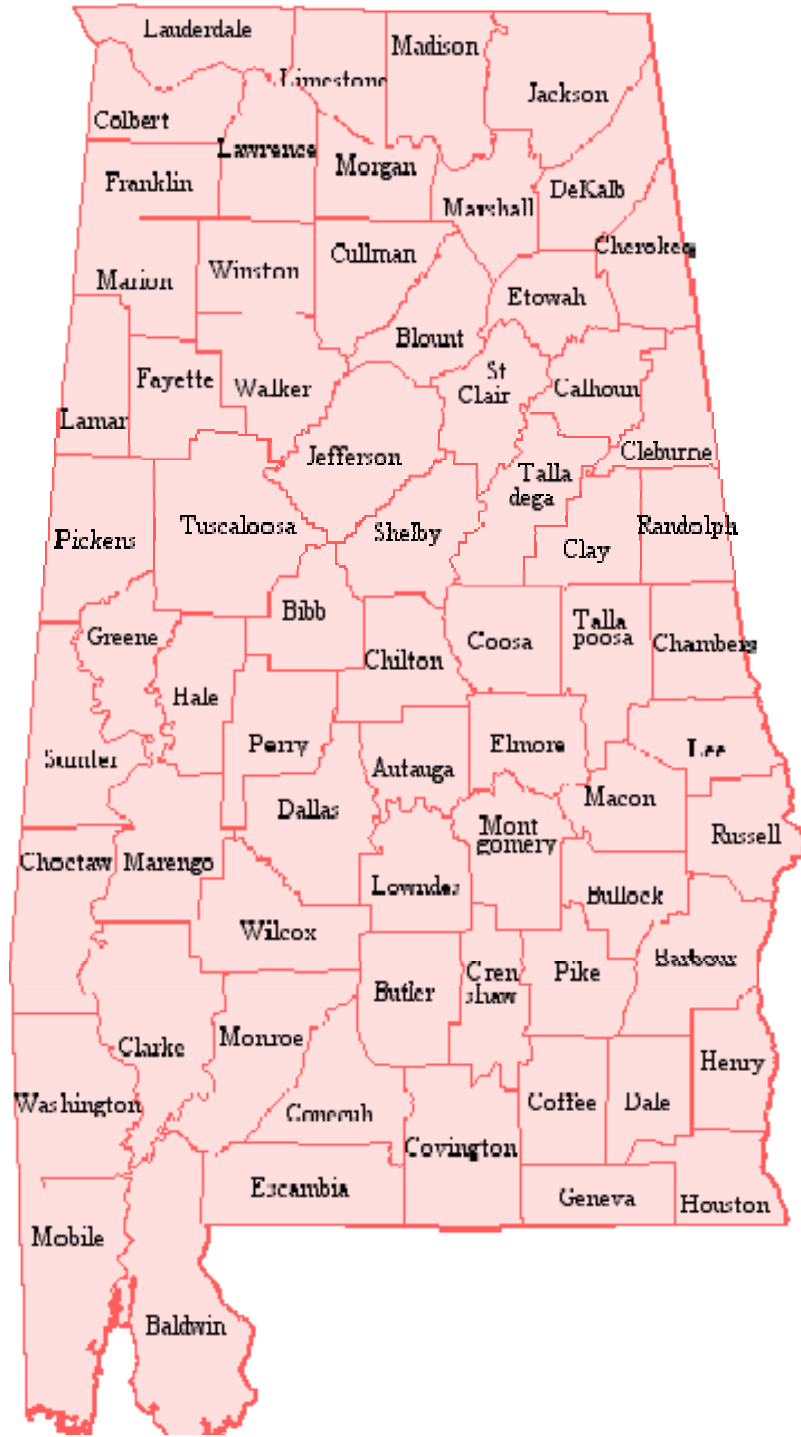 Lauderdale
Madison
Limestone
Jackson
Colbert
Lawrence
Morgan
Franklin
DeKalb
Marshall
Cherokee
Cullman
Winston
Marion
Etowah
Blount
St
Clair
Fayette
Walker
Calhoun
Lamar
Jefferson
Cleburne
Talla
dega
Tuscaloosa
Shelby
Randolph
Pickens
Clay
Bibb
Greene
Talla
poosa
Coosa
Chambers
Chilton
Hale
Perry
Elmore
Lee
Sumter
Autauga
Macon
Dallas
Mont
gomery
Russell
Choctaw
Marengo
Lowndes
Bullock
Wilcox
Barbour
Cren
shaw
Pike
Butler
Monroe
Clarke
Henry
Washington
Conecuh
Coffee
Dale
Covington
Escambia
Geneva
Houston
Mobile
Baldwin